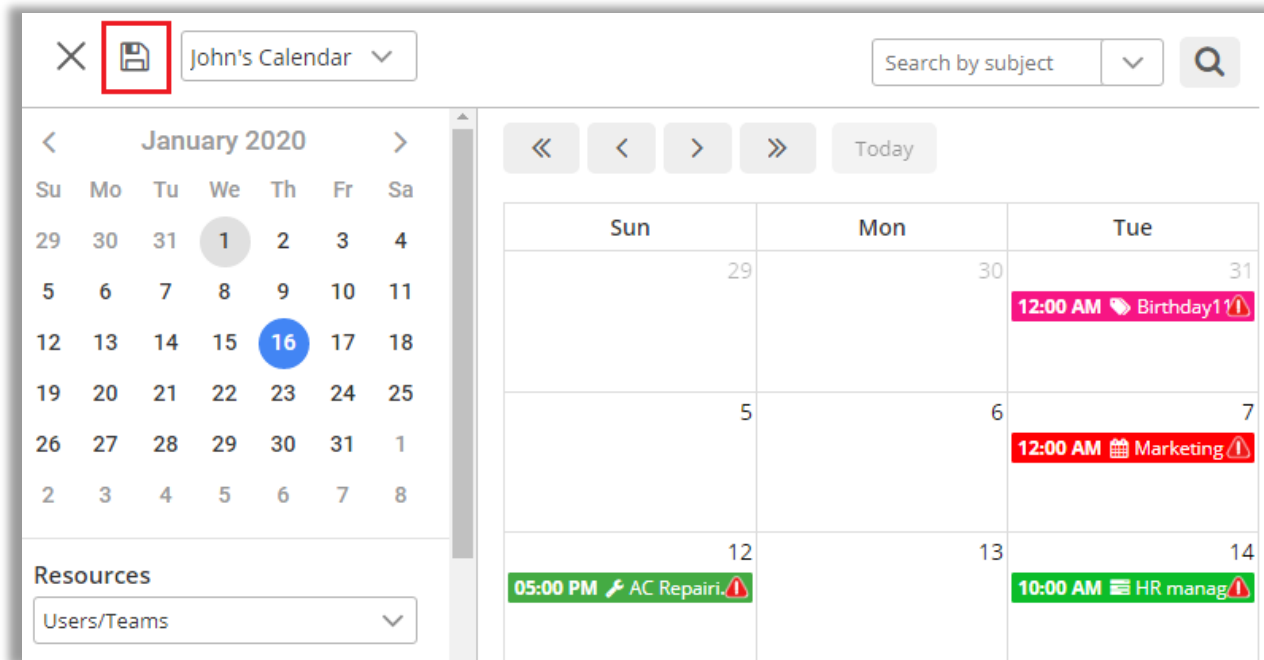 John's Calendar
Search by subject
January 2020
Su Mo Tu We Th Fr Sa
29 30 31 1 2 3 4
5 6 7 8 9 10 11
12 13 14 15 16 17 18
19 20 21 22 23 24 25
26 27 28 29 30 31 1
2 3 4 5 6 7 8
Resources
Users/Teams
Today
Sun Mon Tue
29 30 31
12:00 AM Birthday11
5 6 7
12:00 AM Marketing
12 13 14
05:00 PM AC Repairi. 10:00 AM HR manag